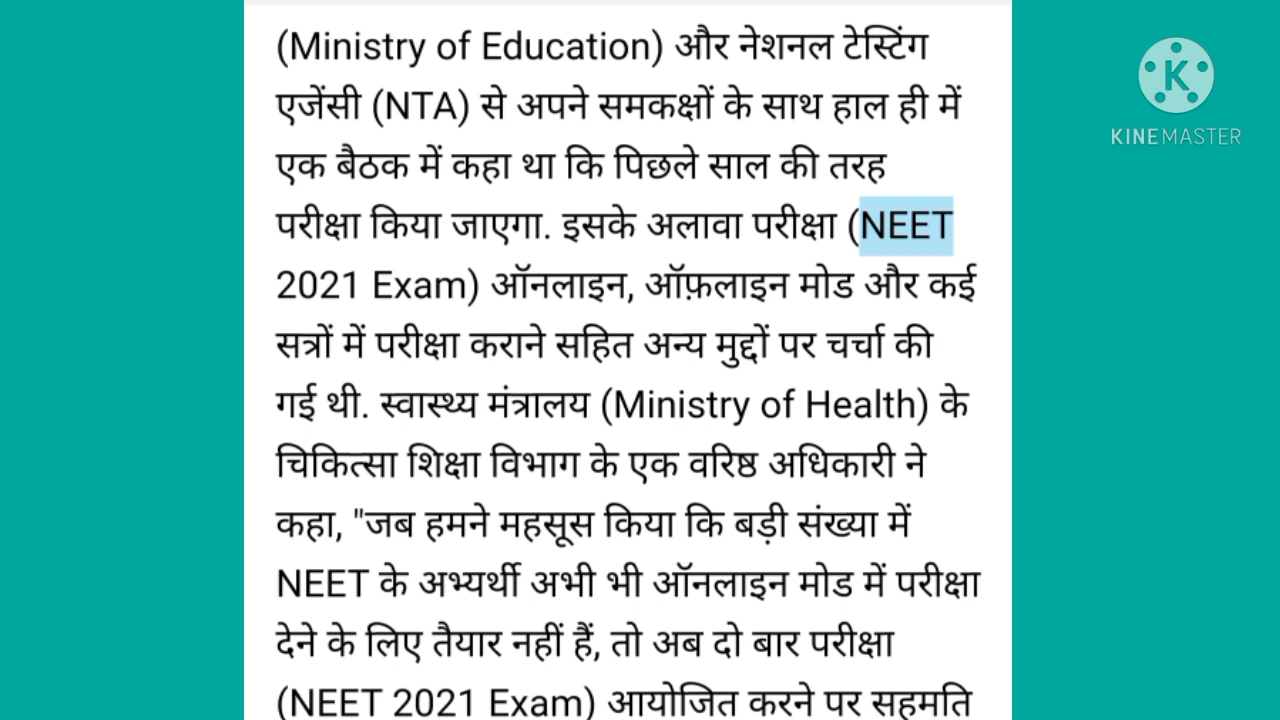 (Ministry of Education) और नेशनल टेस्टिंग
एजेंसी (NTA) से अपने समकक्षों के साथ हाल ही में
एक बैठक में कहा था कि पिछले साल की तरह
परीक्षा किया जाएगा. इसके अलावा परीक्षा (NEET
2021 Exam) ऑनलाइन, ऑफ़लाइन मोड और कई
सत्रों में परीक्षा कराने सहित अन्य मुद्दों पर चर्चा की
गई थी. स्वास्थ्य मंत्रालय (Ministry of Health) के
चिकित्सा शिक्षा विभाग के एक वरिष्ठ अधिकारी ने
कहा, "जब हमने महसूस किया कि बड़ी संख्या में
NEET के अभ्यर्थी अभी भी ऑनलाइन मोड में परीक्षा
देने के लिए तैयार नहीं हैं, तो अब दो बार परीक्षा
(NEET 2021 Exam) आयोजित करने पर सहमति
K
KINEMASTER